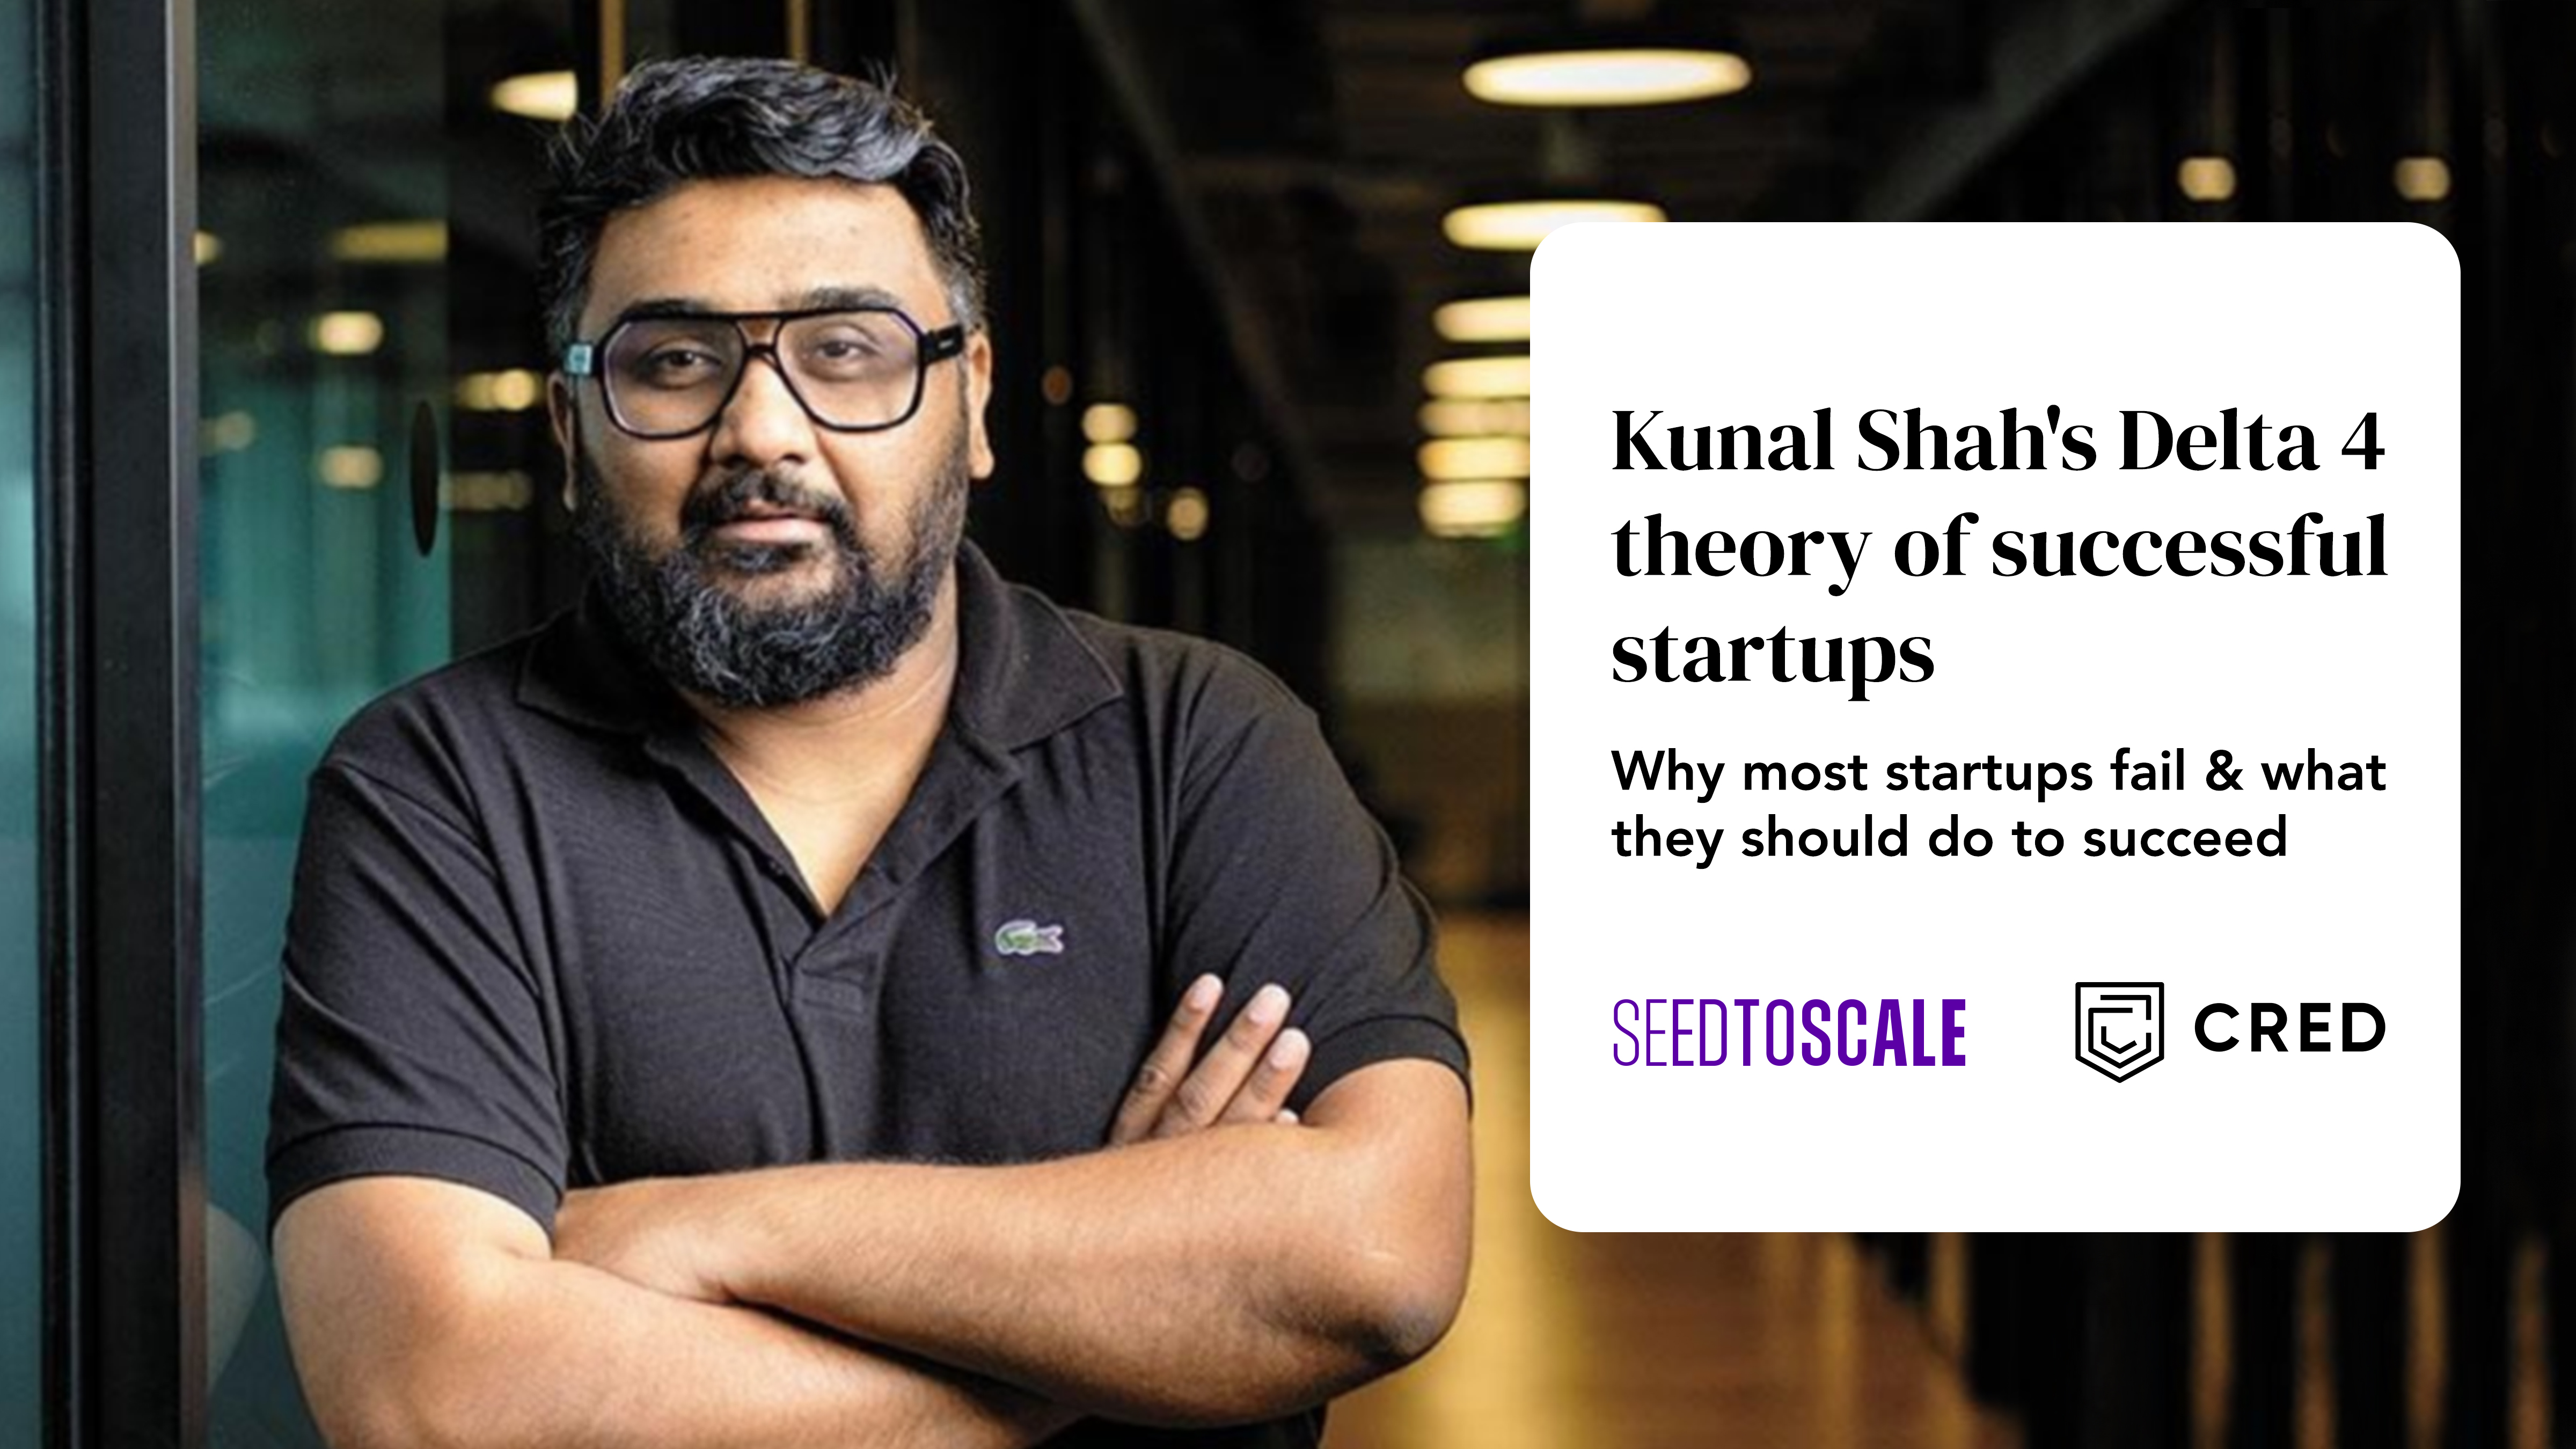 Kunal Shah's Delta 4
theory of successful
startups
Why most startups fail & what
they should do to succeed
SEEDTOSCALE
CRED